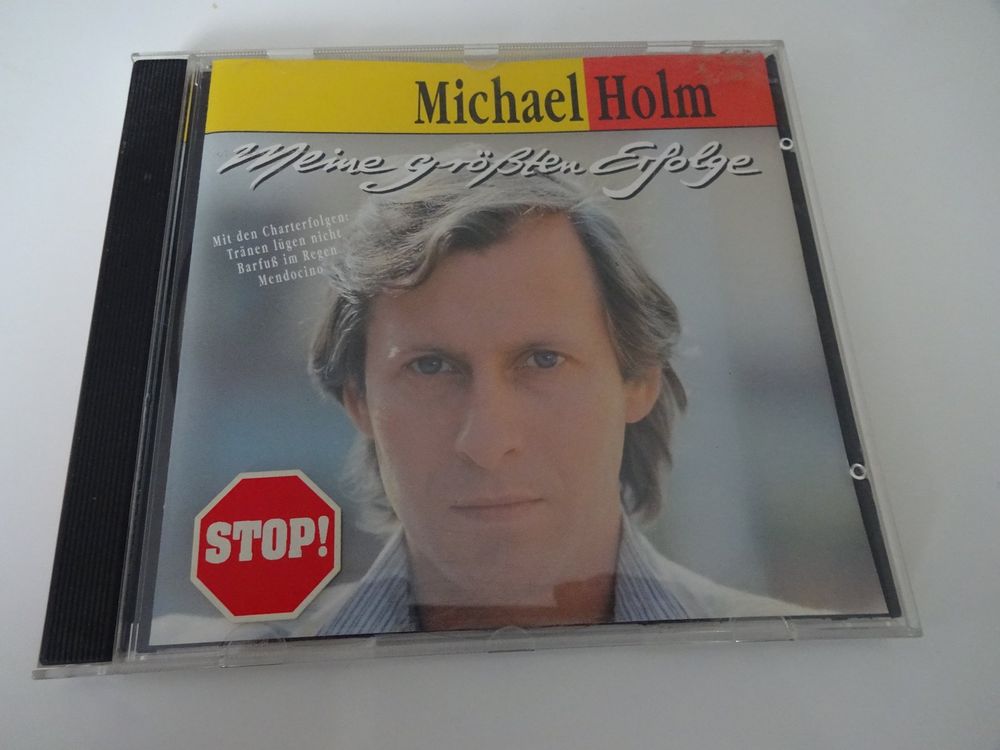 Michael Holm
Meine größten Erfolge
Mit den Charterfolgen:
Tränen lügen nicht
Barfuß im Regen
Mendocino
STOP!